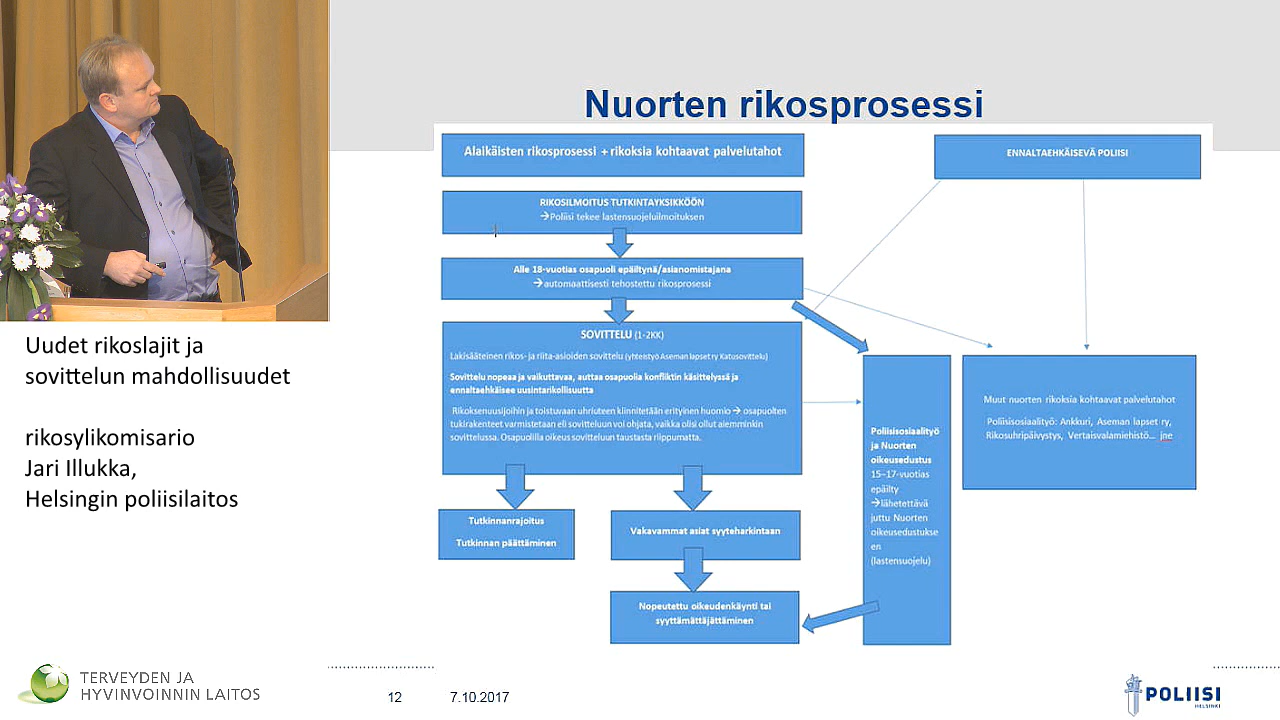 Nuorten rikosprosessi
Alaikäisten rikosprosessi + rikoksia kohtaavat palvelutahot
ENNALTAEHKÄISEVÄ POLIISI
RIKOSILMOITUS TUTKINTAYKSIKKÖÖN
→Poliisi tekee lastensuojeluilmoituksen
Alle 18-vuotias osapuoli epäiltynä/asianomistajana
→automaattisesti tehostettu rikosprosessi
SOVITTELU (1-2KK)
Lakisääteinen rikos- ja riita-asioiden sovittelu (yhteistyö Aseman lapset ry Katusovittelu)
Sovittelu nopeaa ja vaikuttavaa, auttaa osapuolia konfliktin käsittelyssä ja
ennaltaehkäisee uusintarikollisuutta
Rikoksenuusijoihin ja toistuvaan uhriuteen kiinnitetään erityinen huomio → osapuolten
tukirakenteet varmistetaan eli sovitteluun voi ohjata, vaikka olisi ollut aiemminkin
sovittelussa. Osapuolilla oikeus sovitteluun taustasta riippumatta.
Tutkinnanrajoitus
Tutkinnan päättäminen
Vakavammat asiat syyteharkintaan
Nopeutettu oikeudenkäynti tai
syyttämättäjättäminen
Poliisisosiaalityö
ja Nuorten
oikeusedustus
15–17-vuotias
epäilty
→lähetettävä
juttu Nuorten
oikeusedustukse
en
(lastensuojelu)
Muut nuorten rikoksia kohtaavat palvelutahot
Poliisisosiaalityö: Ankkuri, Aseman lapset ry,
Rikosuhripäivystys, Vertaisvalamiehistö... jne
Uudet rikoslajit ja
sovittelun mahdollisuudet
rikosylikomisario
Jari Illukka,
Helsingin poliisilaitos
TERVEYDEN JA
HYVINVOINNIN LAITOS
12
7.10.2017
POLIISI
HELSINKI